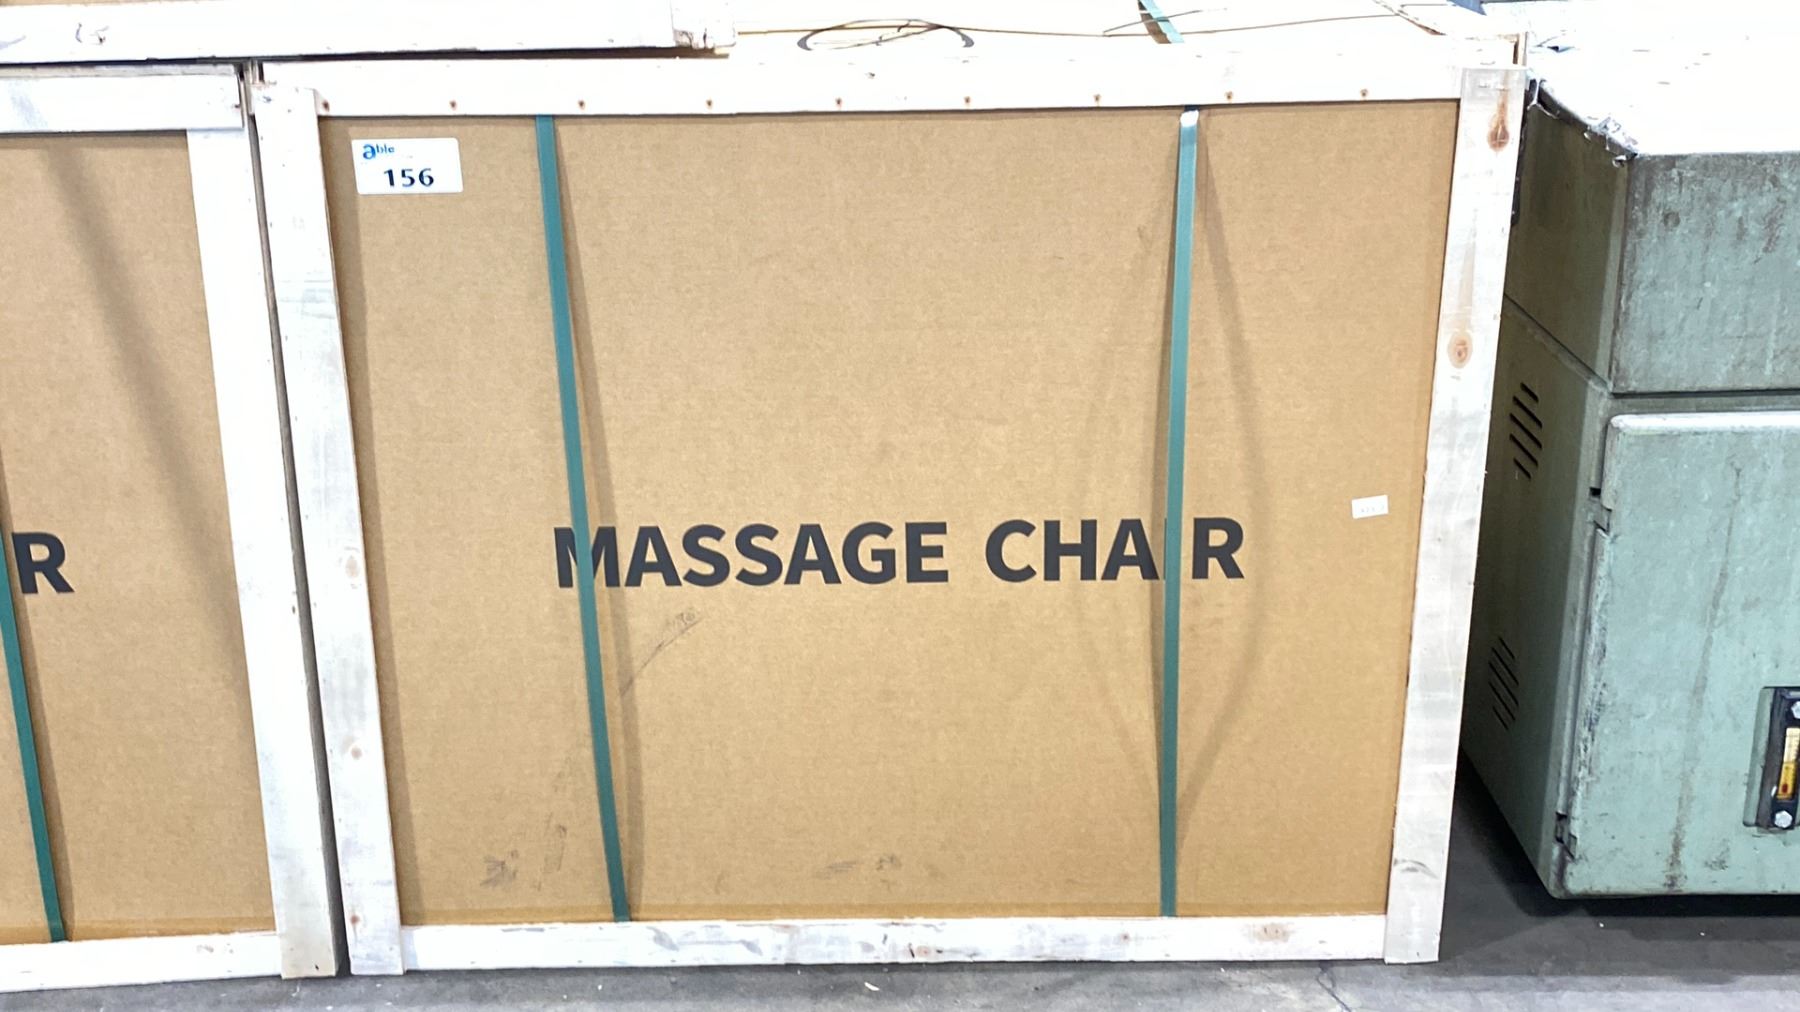 able
156
MASSAGE CHAIR
R